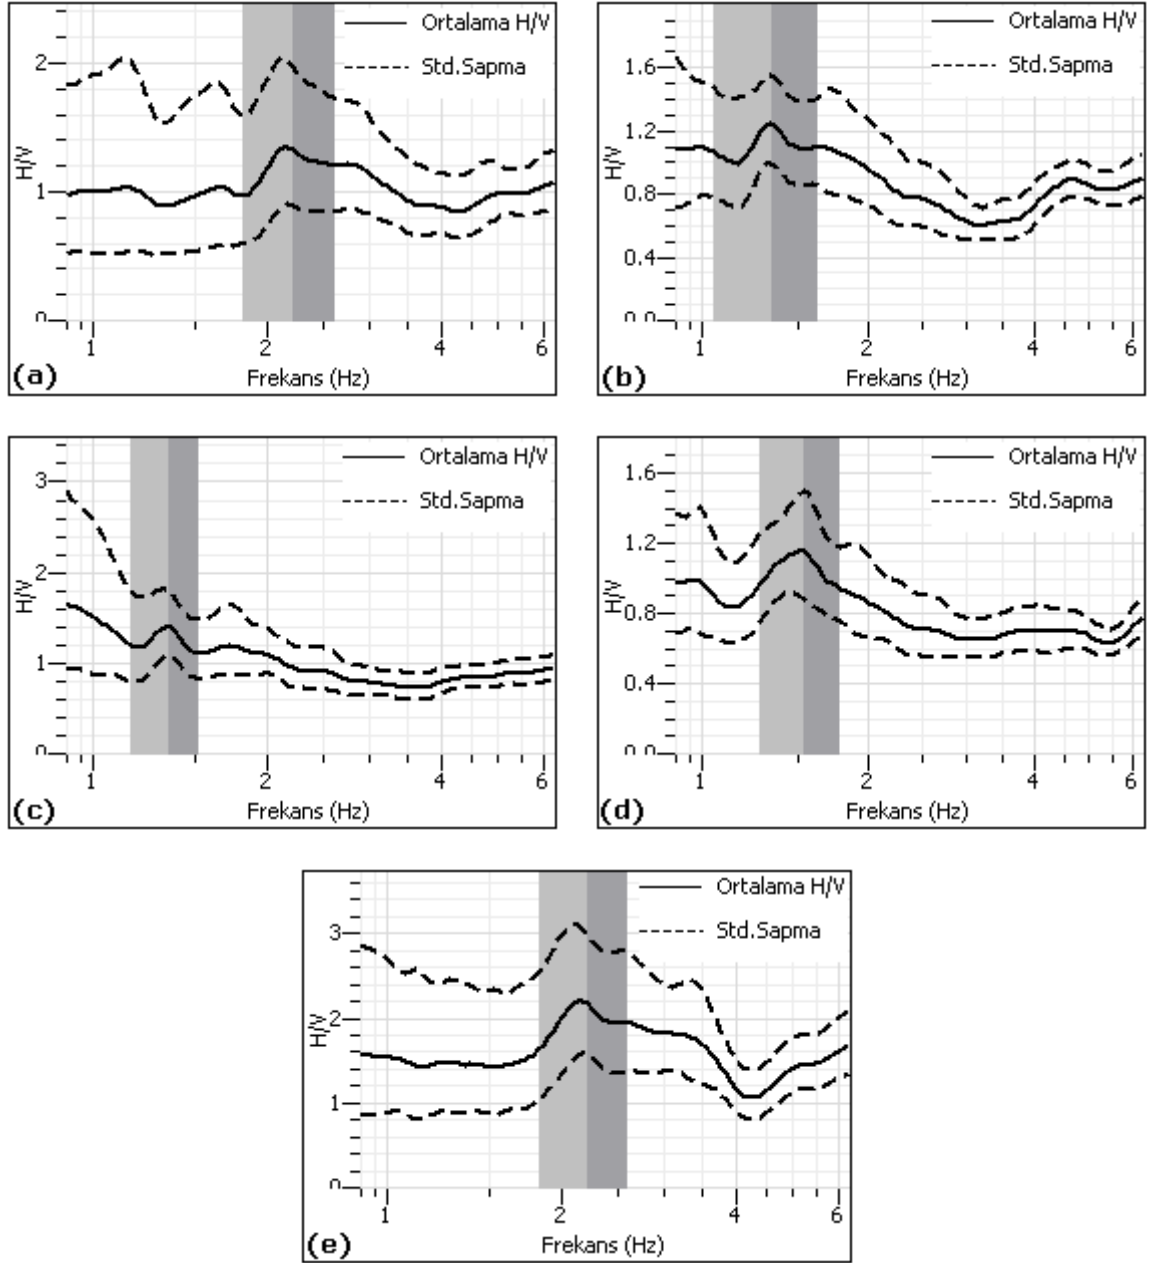 Ortalama H/V
Std.Sapma
H/V
2
1
0
1 2 4 6
Frekans (Hz)
(a)
Ortalama H/V
Std.Sapma
H/V
1.6
1.2
0.8
0.4
0.0
1 2 4 6
Frekans (Hz)
(b)
Ortalama H/V
Std.Sapma
H/V
3
2
1
0
1 2 4 6
Frekans (Hz)
(c)
Ortalama H/V
Std.Sapma
H/V
1.6
1.2
0.8
0.4
0.0
1 2 4 6
Frekans (Hz)
(d)
Ortalama H/V
Std.Sapma
H/V
3
2
1
0
1 2 4 6
Frekans (Hz)
(e)